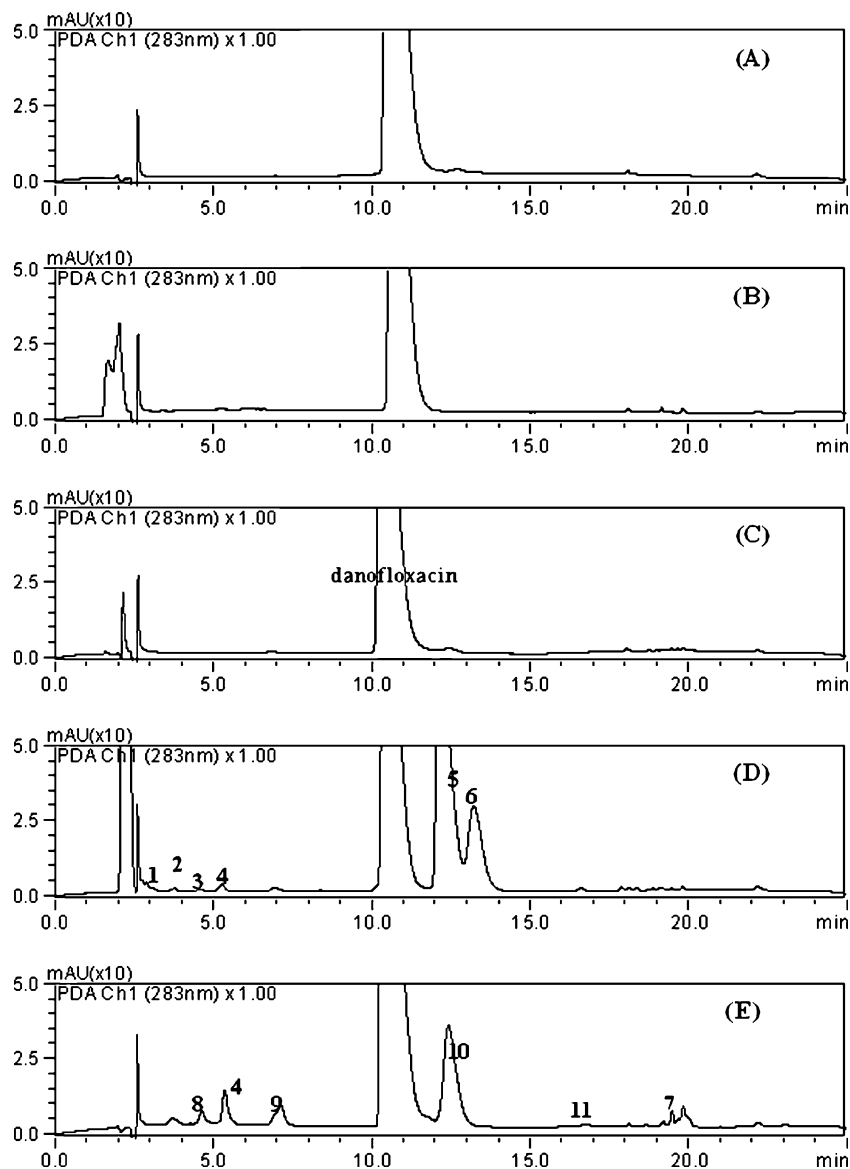 mAU(x10)
5.0 PDA Ch1 (283nm) x 1.00
(A)
2.5
0.0
0.0 5.0 10.0 15.0 20.0 min
mAU(x10)
5.0 PDA Ch1 (283nm) x 1.00
(B)
2.5
0.0
0.0 5.0 10.0 15.0 20.0 min
mAU(x10)
5.0 PDA Ch1 (283nm) x 1.00
(C)
danofloxacin
2.5
0.0
0.0 5.0 10.0 15.0 20.0 min
mAU(x10)
5.0 PDA Ch1 (283nm) x 1.00
(D)
5
6
2.5
1 2 3 4
0.0
0.0 5.0 10.0 15.0 20.0 min
mAU(x10)
5.0 PDA Ch1 (283nm) x 1.00
(E)
2.5
10
8 4 9 11 7
0.0
0.0 5.0 10.0 15.0 20.0 min